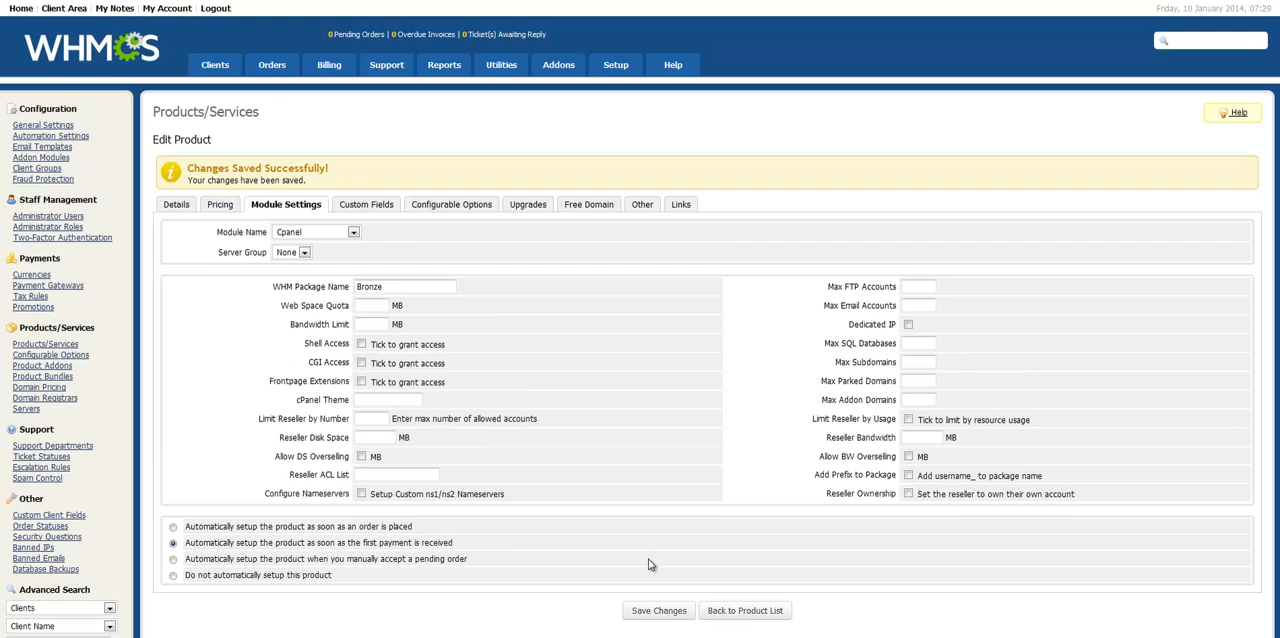 Home | Client Area | My Notes | My Account | Logout
Friday, 10 January 2014, 07:29
WHMCS
0 Pending Orders | 0 Overdue Invoices | 0 Ticket(s) Awaiting Reply
Clients Orders Billing Support Reports Utilities Addons Setup Help
Configuration
General Settings
Automation Settings
Email Templates
Addon Modules
Client Groups
Fraud Protection
Staff Management
Administrator Users
Administrator Roles
Two-Factor Authentication
Payments
Currencies
Payment Gateways
Tax Rules
Promotions
Products/Services
Products/Services
Configurable Options
Product Addons
Product Bundles
Domain Pricing
Domain Registrars
Servers
Support
Support Departments
Ticket Statuses
Escalation Rules
Spam Control
Other
Custom Client Fields
Order Statuses
Security Questions
Banned IPs
Banned Emails
Database Backups
Advanced Search
Clients
Client Name
Products/Services
Help
Edit Product
Changes Saved Successfully!
Your changes have been saved.
Details Pricing Module Settings Custom Fields Configurable Options Upgrades Free Domain Other Links
Module Name Cpanel
Server Group None
WHM Package Name Bronze Max FTP Accounts
Web Space Quota MB Max Email Accounts
Bandwidth Limit MB Dedicated IP
Shell Access Tick to grant access Max SQL Databases
CGI Access Tick to grant access Max Subdomains
Frontpage Extensions Tick to grant access Max Parked Domains
cPanel Theme Max Addon Domains
Limit Reseller by Number Enter max number of allowed accounts Limit Reseller by Usage Tick to limit by resource usage
Reseller Disk Space MB Reseller Bandwidth MB
Allow DS Overselling MB Allow BW Overselling MB
Reseller ACL List Add Prefix to Package Add username_ to package name
Configure Nameservers Setup Custom ns1/ns2 Nameservers Reseller Ownership Set the reseller to own their own account
Automatically setup the product as soon as an order is placed
Automatically setup the product as soon as the first payment is received
Automatically setup the product when you manually accept a pending order
Do not automatically setup this product
Save Changes Back to Product List